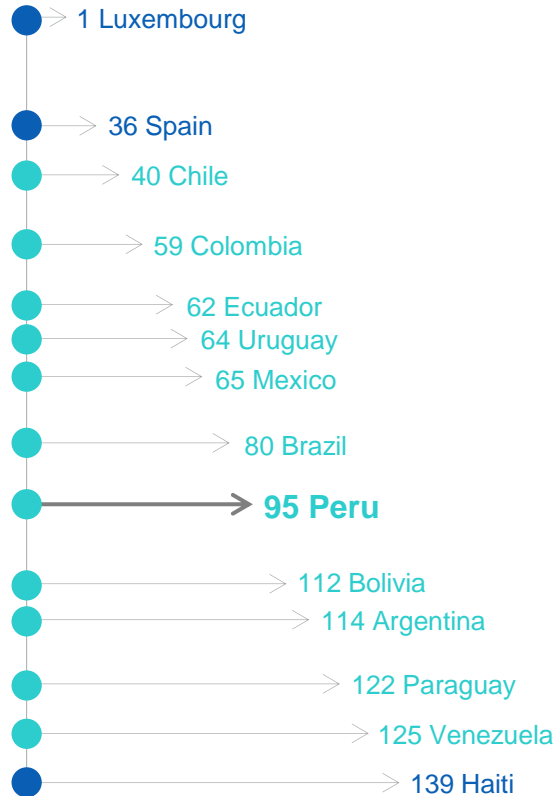 1 Luxembourg
36 Spain
40 Chile
59 Colombia
62 Ecuador
64 Uruguay
65 Mexico
80 Brazil
95 Peru
112 Bolivia
114 Argentina
122 Paraguay
125 Venezuela
139 Haiti